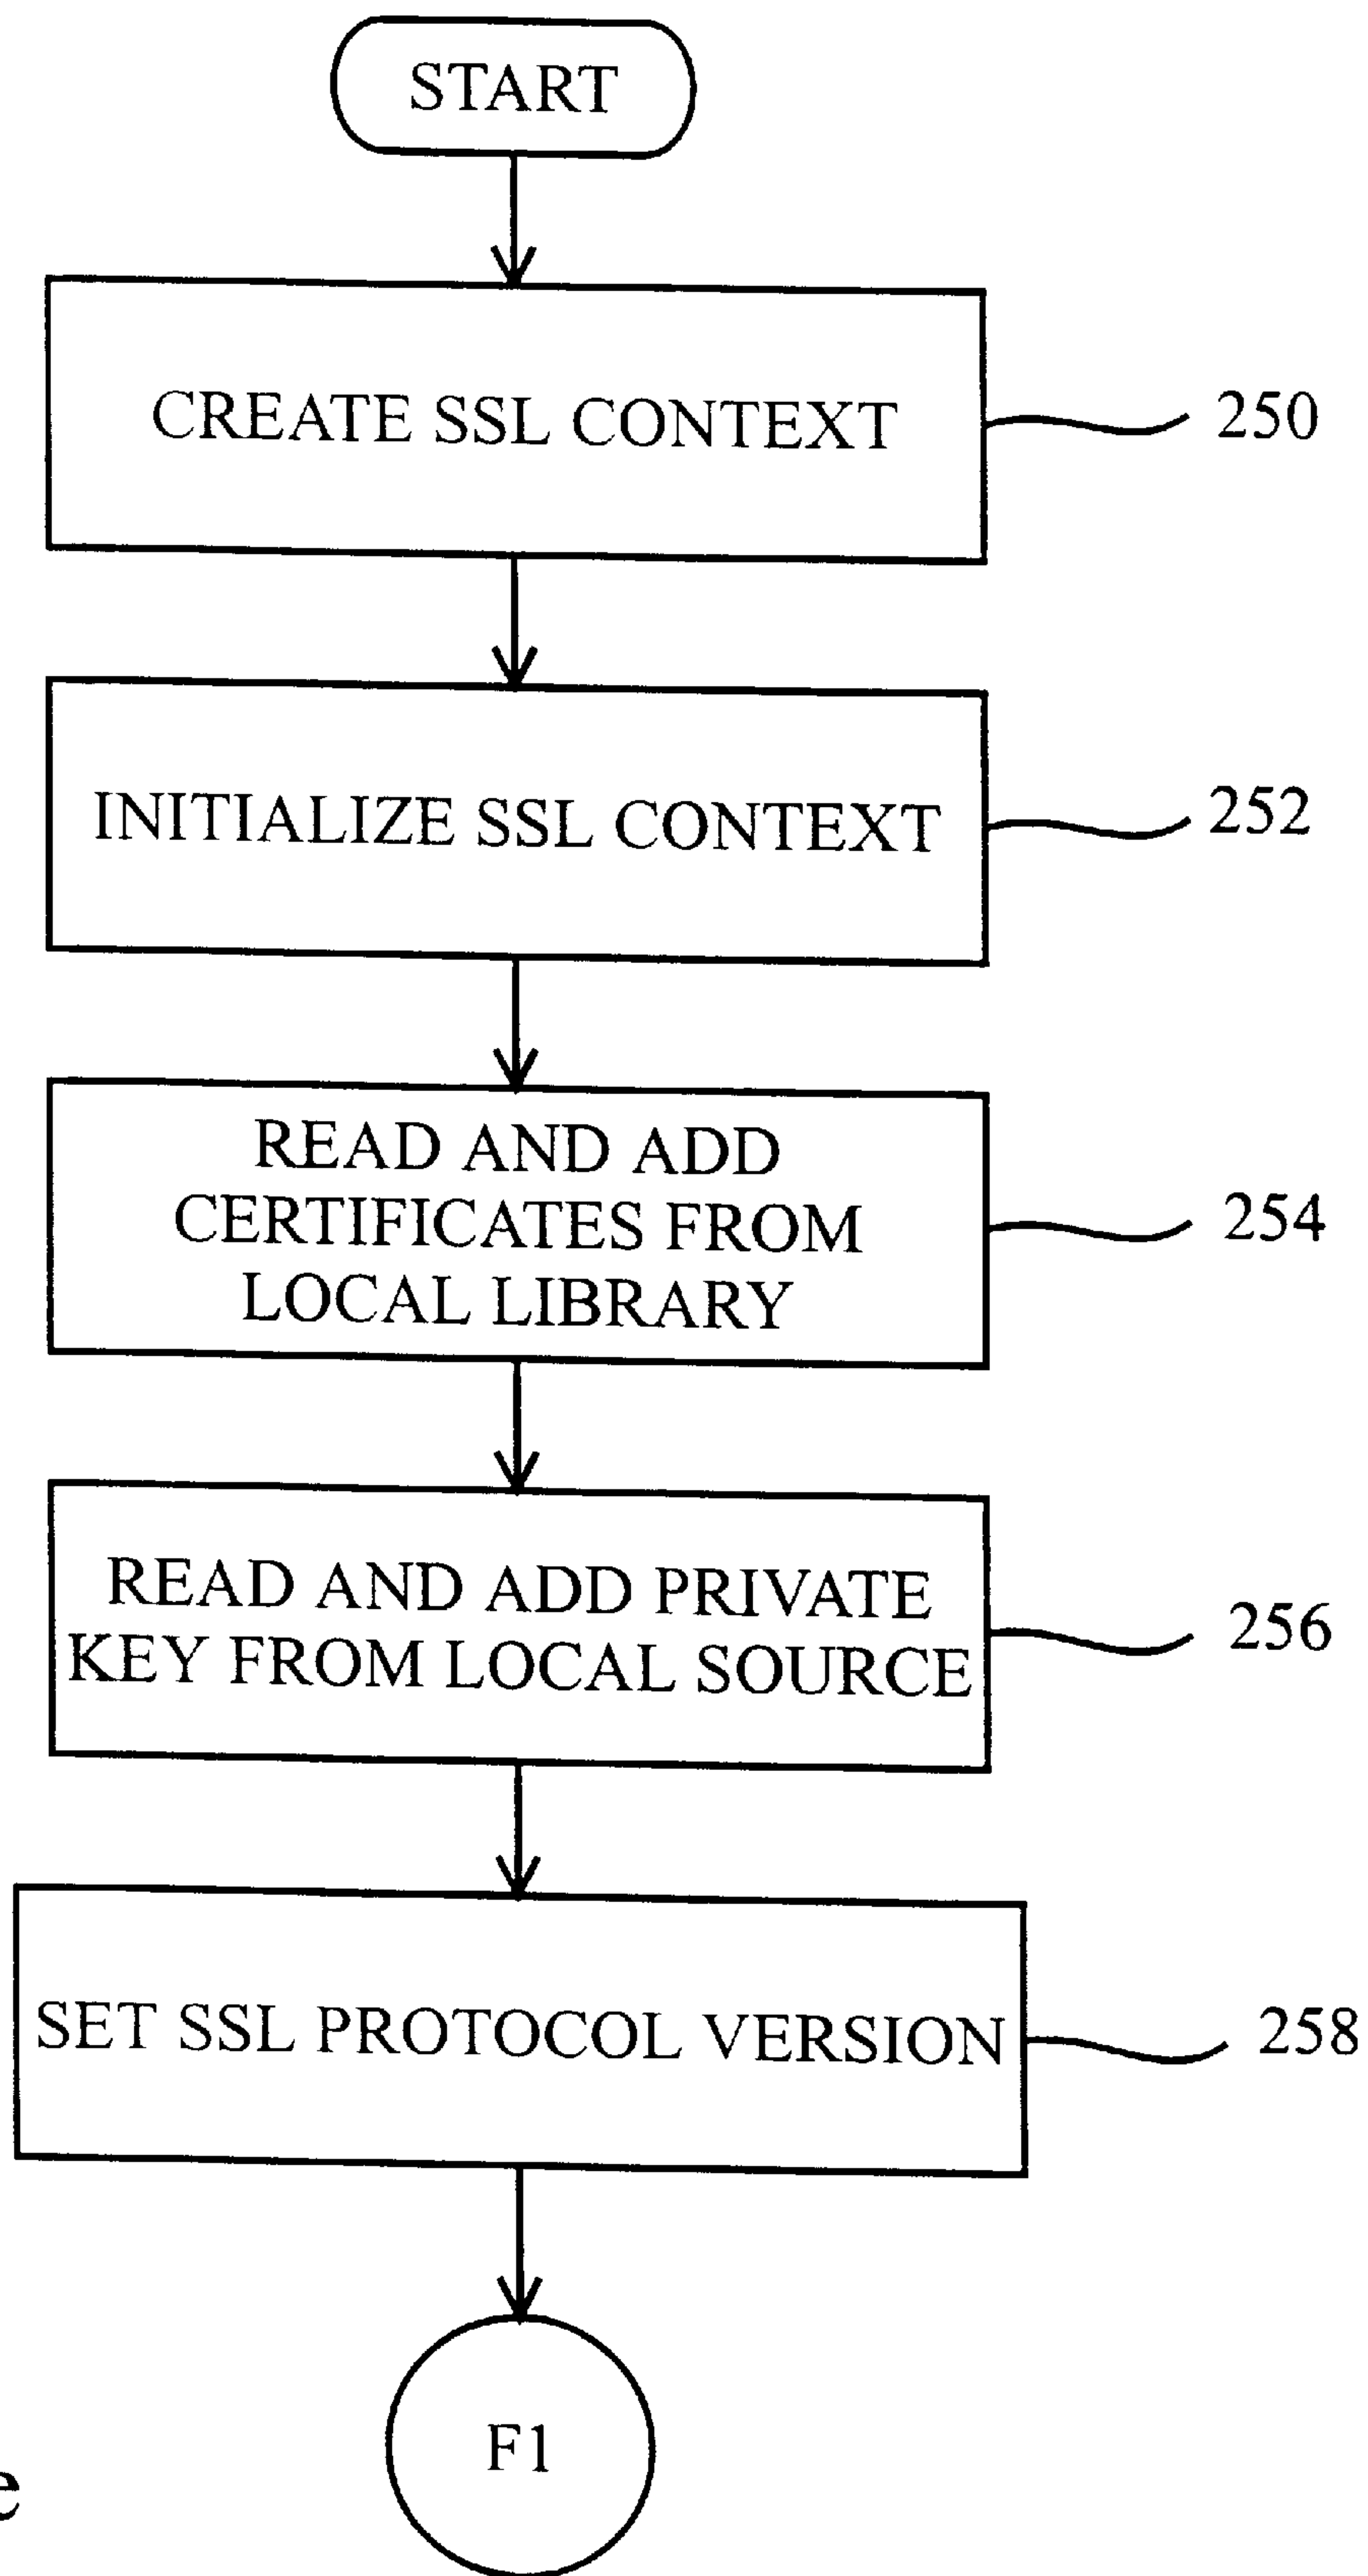 START
CREATE SSL CONTEXT
250
INITIALIZE SSL CONTEXT
252
READ AND ADD
CERTIFICATES FROM
LOCAL LIBRARY
254
READ AND ADD PRIVATE
KEY FROM LOCAL SOURCE
256
SET SSL PROTOCOL VERSION
258
F1